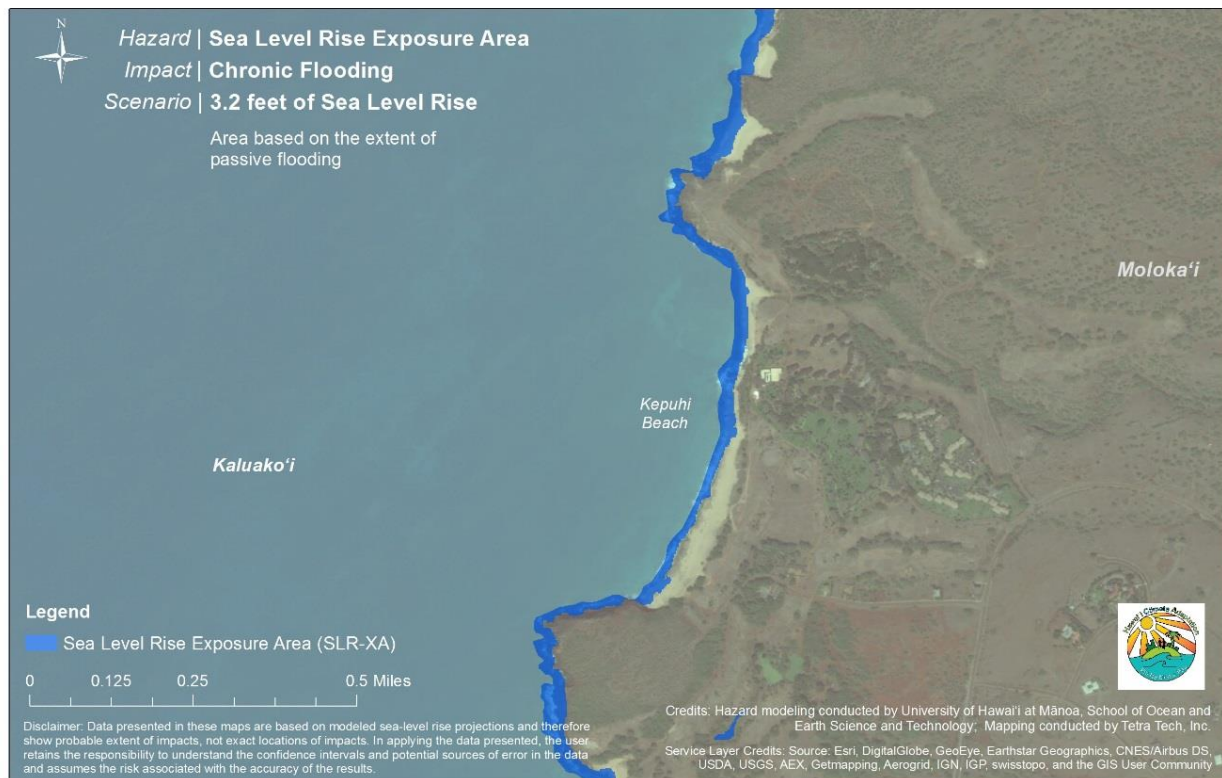 N
Hazard | Sea Level Rise Exposure Area
Impact | Chronic Flooding
Scenario | 3.2 feet of Sea Level Rise
Area based on the extent of
passive flooding
Molokaʻi
Kepuhi
Beach
Kaluakoʻi
Legend
Sea Level Rise Exposure Area (SLR-XA)
0 0.125 0.25 0.5 Miles
Disclaimer: Data presented in these maps are based on modeled sea-level rise projections and therefore
show probable extent of impacts, not exact locations of impacts. In applying the data presented, the user
retains the responsibility to understand the confidence intervals and potential sources of error in the data
and assumes the risk associated with the accuracy of the results.
Hawaiʻi Climate Adaptation
Credits: Hazard modeling conducted by University of Hawaiʻi at Mānoa, School of Ocean and
Earth Science and Technology; Mapping conducted by Tetra Tech, Inc.
Service Layer Credits: Source: Esri, DigitalGlobe, GeoEye, Earthstar Geographics, CNES/Airbus DS,
USDA, USGS, AEX, Getmapping, Aerogrid, IGN, IGP, swisstopo, and the GIS User Community